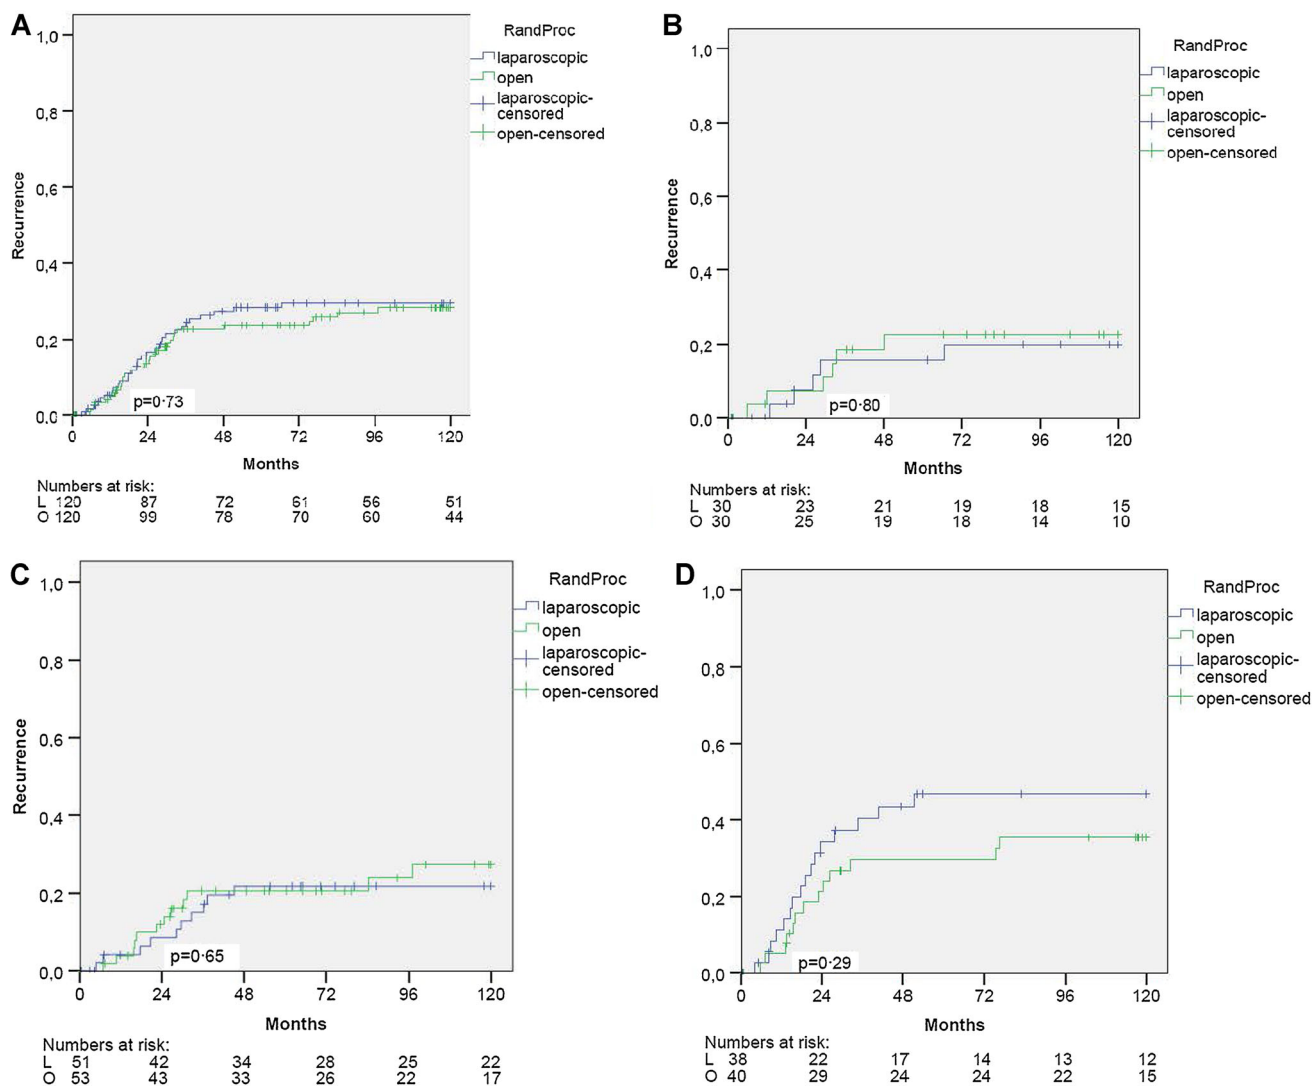 A
RandProc
laparoscopic
open
laparoscopic-
censored
open-censored
1,0
0,8
0,6
0,4
0,2
0,0
Recurrence
p=0·73
0 24 48 72 96 120
Months
Numbers at risk:
L 120 87 72 61 56 51
O 120 99 78 70 60 44
B
RandProc
laparoscopic
open
laparoscopic-
censored
open-censored
1,0
0,8
0,6
0,4
0,2
0,0
Recurrence
p=0·80
0 24 48 72 96 120
Months
Numbers at risk:
L 30 23 21 19 18 15
O 30 25 19 18 14 10
C
RandProc
laparoscopic
open
laparoscopic-
censored
open-censored
1,0
0,8
0,6
0,4
0,2
0,0
Recurrence
p=0·65
0 24 48 72 96 120
Months
Numbers at risk:
L 51 42 34 28 25 22
O 53 43 33 26 22 17
D
RandProc
laparoscopic
open
laparoscopic-
censored
open-censored
1,0
0,8
0,6
0,4
0,2
0,0
p=0·29
0 24 48 72 96 120
Months
Numbers at risk:
L 38 22 17 14 13 12
O 40 29 24 24 22 15